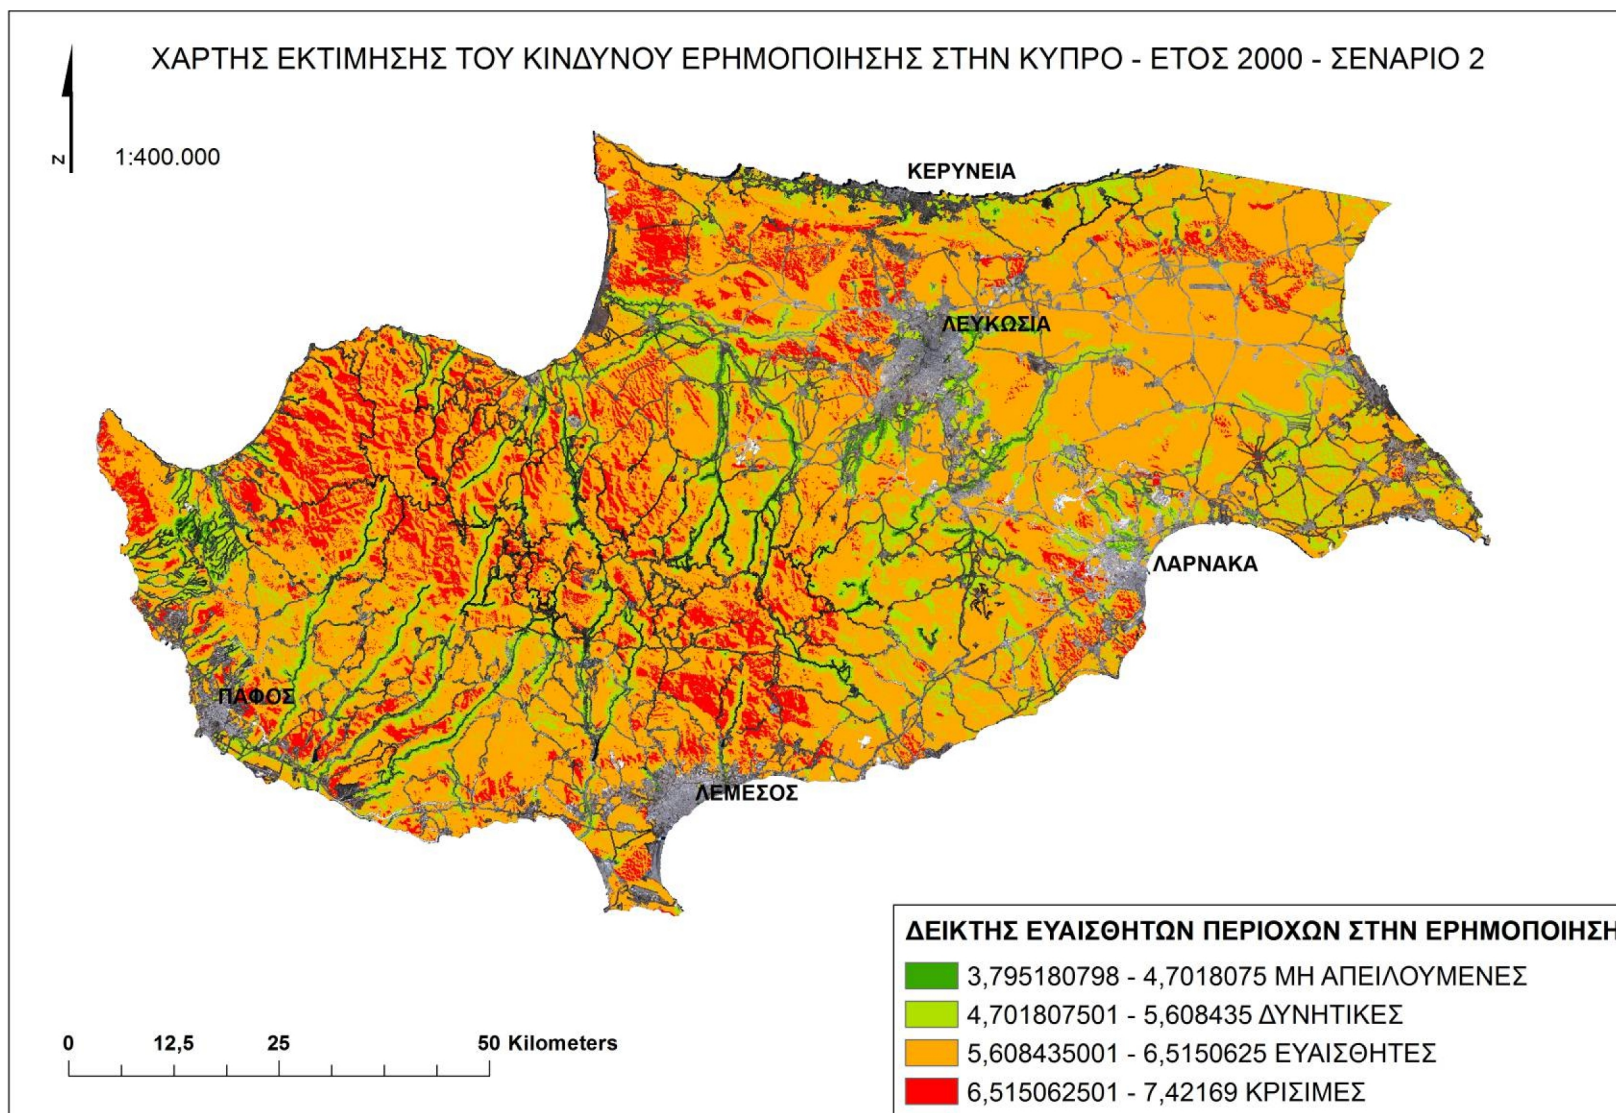 ΧΑΡΤΗΣ ΕΚΤΙΜΗΣΗΣ ΤΟΥ ΚΙΝΔΥΝΟΥ ΕΡΗΜΟΠΟΙΗΣΗΣ ΣΤΗΝ ΚΥΠΡΟ - ΕΤΟΣ 2000 - ΣΕΝΑΡΙΟ 2
Z
1:400.000
ΚΕΡΥΝΕΙΑ
ΛΕΥΚΩΣΙΑ
ΛΑΡΝΑΚΑ
ΠΑΦΟΣ
ΛΕΜΕΣΟΣ
ΔΕΙΚΤΗΣ ΕΥΑΙΣΘΗΤΩΝ ΠΕΡΙΟΧΩΝ ΣΤΗΝ ΕΡΗΜΟΠΟΙΗΣΗ
3,795180798 - 4,7018075 ΜΗ ΑΠΕΙΛΟΥΜΕΝΕΣ
4,701807501 - 5,608435 ΔΥΝΗΤΙΚΕΣ
5,608435001 - 6,5150625 ΕΥΑΙΣΘΗΤΕΣ
6,515062501 - 7,42169 ΚΡΙΣΙΜΕΣ
0 12,5 25 50 Kilometers